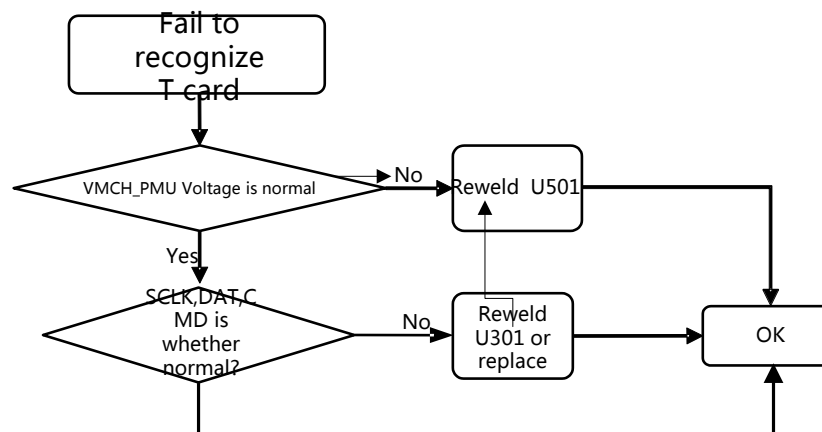 Fail to
recognize
T card
VMCH_PMU Voltage is normal
No
Reweld U501
Yes
SCLK,DAT,C
MD is
whether
normal?
No
Reweld
U301 or
replace
OK